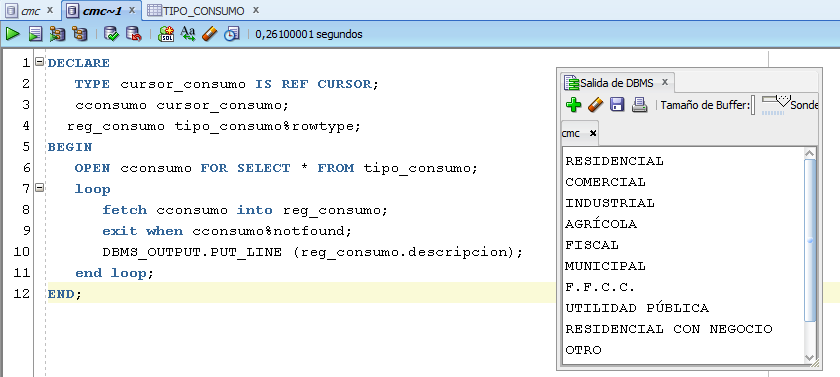 cmc
cmc~1
TIPO_CONSUMO
SQL
Aa
0,26100001 segundos
1 DECLARE
2 TYPE cursor_consumo IS REF CURSOR;
3 cconsumo cursor_consumo;
4 reg_consumo tipo_consumo%rowtype;
5 BEGIN
6 OPEN cconsumo FOR SELECT * FROM tipo_consumo;
7 loop
8 fetch cconsumo into reg_consumo;
9 exit when cconsumo%notfound;
10 DBMS_OUTPUT.PUT_LINE (reg_consumo.descripcion);
11 end loop;
12 END;
Salida de DBMS
Tamaño de Buffer: Sonde
cmc
RESIDENCIAL
COMERCIAL
INDUSTRIAL
AGRÍCOLA
FISCAL
MUNICIPAL
F.F.C.C.
UTILIDAD PÚBLICA
RESIDENCIAL CON NEGOCIO
OTRO